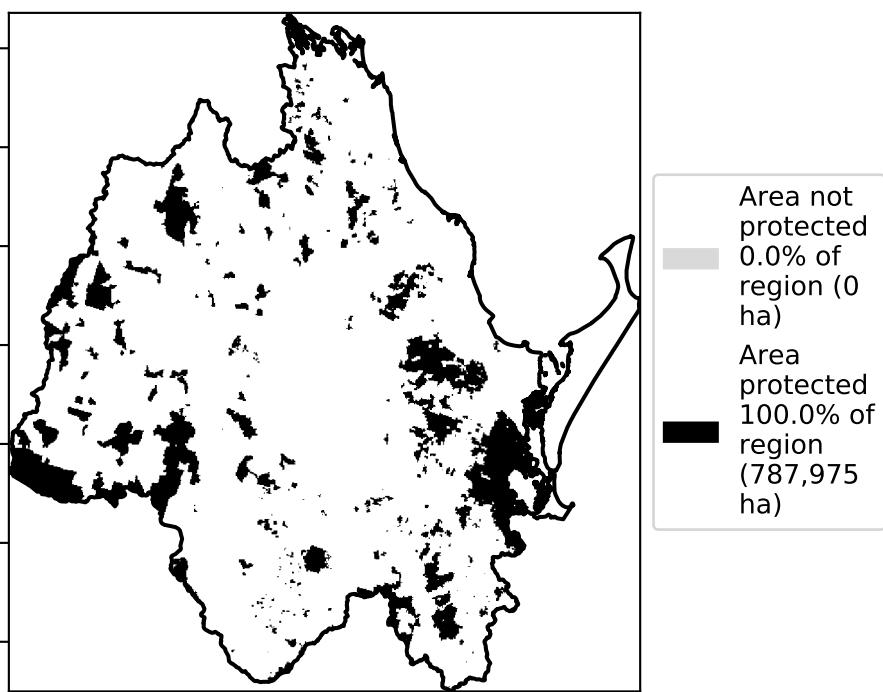 Area not
protected
0.0% of
region (0
ha)
Area
protected
100.0% of
region
(787,975
ha)